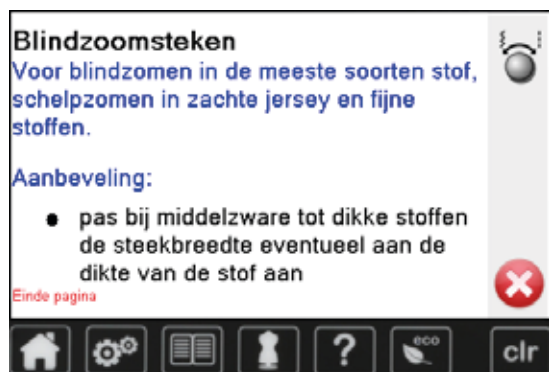 Blindzoomsteken
Voor blindzomen in de meeste soorten stof,
schelpzomen in zachte jersey en fijne
stoffen.
Aanbeveling:
● pas bij middelzware tot dikke stoffen
de steekbreedte eventueel aan de
dikte van de stof aan
Einde pagina
? eco clr